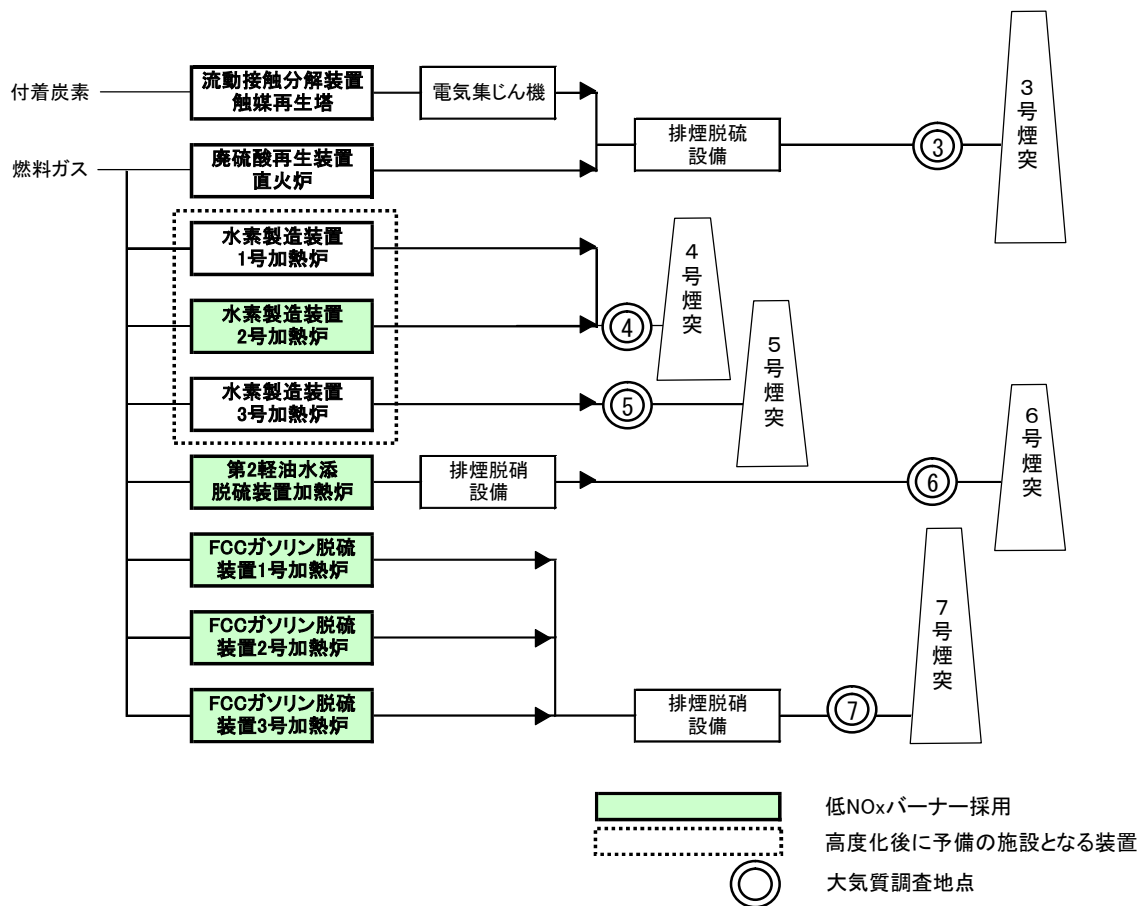 付着炭素
流動接触分解装置
触媒再生塔
電気集じん機
燃料ガス
廃硫酸再生装置
直火炉
排煙脱硫
設備
③
3号煙突
水素製造装置
1号加熱炉
水素製造装置
2号加熱炉
④
4号煙突
水素製造装置
3号加熱炉
⑤
5号煙突
第2軽油水添
脱硫装置加熱炉
排煙脱硝
設備
⑥
6号煙突
FCCガソリン脱硫
装置1号加熱炉
FCCガソリン脱硫
装置2号加熱炉
FCCガソリン脱硫
装置3号加熱炉
排煙脱硝
設備
⑦
7号煙突
低NOxバーナー採用
高度化後に予備の施設となる装置
大気質調査地点